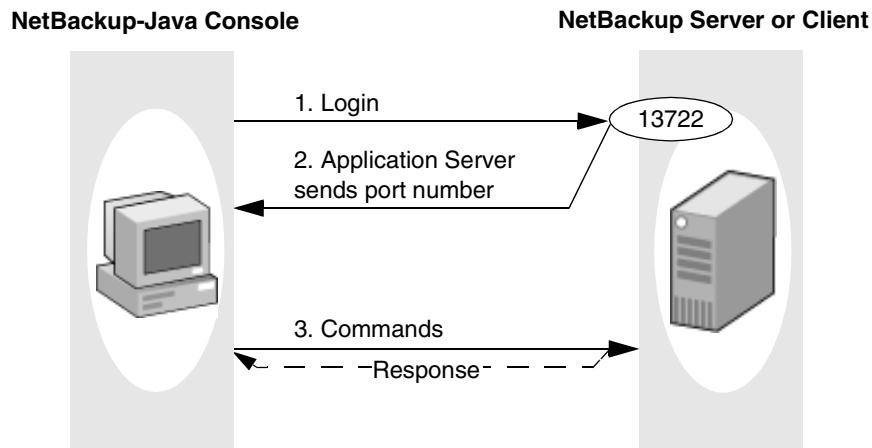 NetBackup-Java Console
NetBackup Server or Client
1. Login
13722
2. Application Server
sends port number
3. Commands
Response